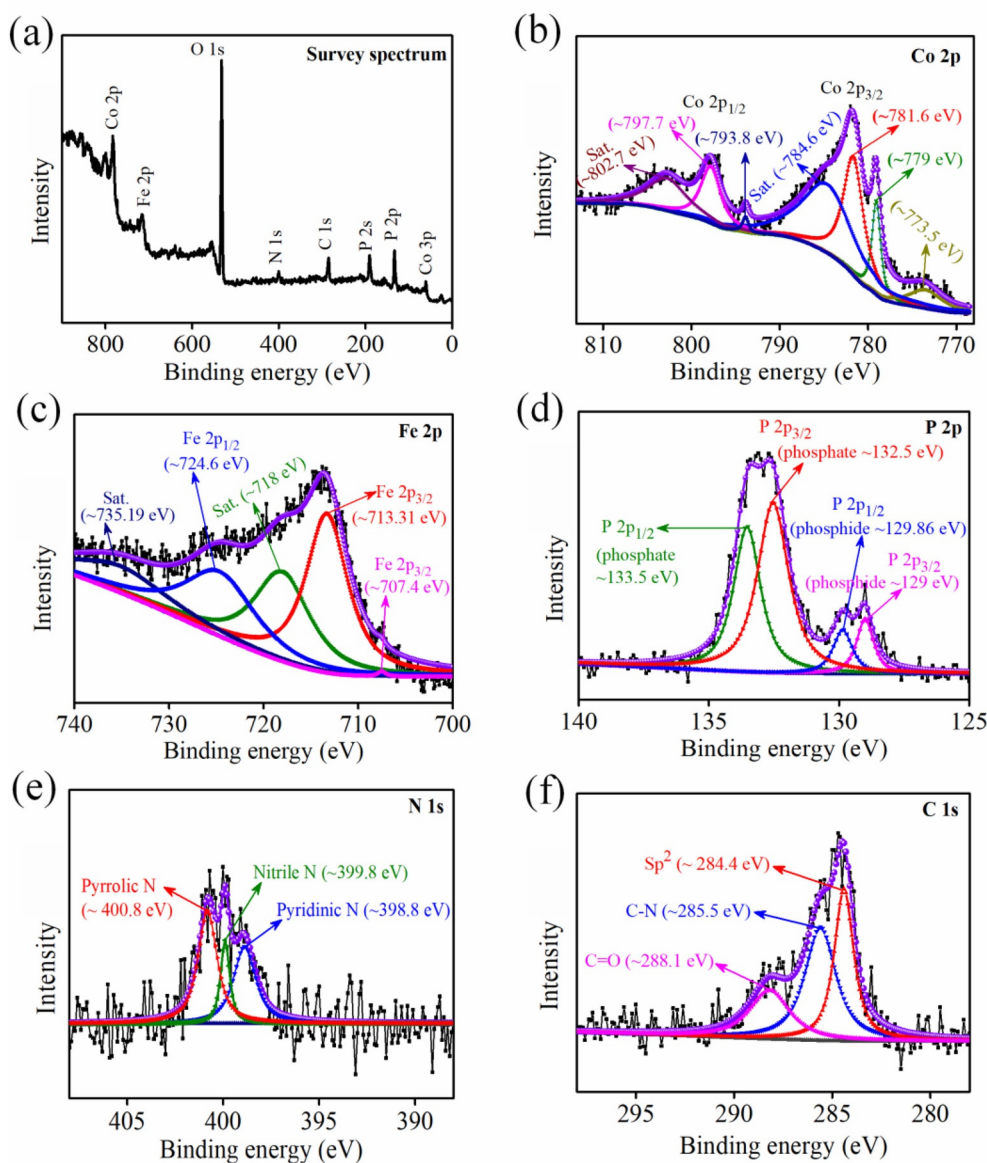 (a)
Survey spectrum
O 1s
Co 2p
Fe 2p
N 1s
C 1s
P 2s
P 2p
Co 3p
Intensity
800 600 400 200 0
Binding energy (eV)
(b)
Co 2p
Co 2p1/2
(~797.7 eV)
(~793.8 eV)
Sat.
(~802.7 eV)
Sat. (~784.6 eV)
Co 2p3/2
(~781.6 eV)
(~779 eV)
(~773.5 eV)
Intensity
810 800 790 780 770
Binding energy (eV)
(c)
Fe 2p
Fe 2p1/2
(~724.6 eV)
Sat.
(~735.19 eV)
Sat. (~718 eV)
Fe 2p3/2
(~713.31 eV)
Fe 2p3/2
(~707.4 eV)
Intensity
740 730 720 710 700
Binding energy (eV)
(d)
P 2p
P 2p3/2
(phosphate ~132.5 eV)
P 2p1/2
(phosphate
~133.5 eV)
P 2p1/2
(phosphide ~129.86 eV)
P 2p3/2
(phosphide ~129 eV)
Intensity
140 135 130 125
Binding energy (eV)
(e)
N 1s
Pyrrolic N
(~ 400.8 eV)
Nitrile N (~399.8 eV)
Pyridinic N (~398.8 eV)
Intensity
405 400 395 390
Binding energy (eV)
(f)
C 1s
Sp2 (~ 284.4 eV)
C-N (~285.5 eV)
C=O (~288.1 eV)
Intensity
295 290 285 280
Binding energy (eV)